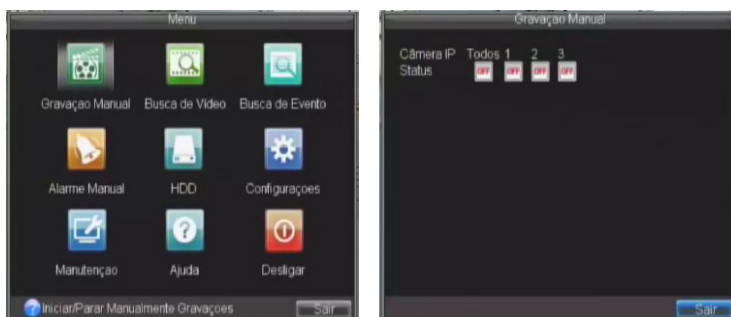 Menu
Gravaçao Manual Busca de Vídeo Busca de Evento
Alarme Manual HDD Configuraçoes
Manutençao Ajuda Desligar
Iniciar/Parar Manualmente Gravaçoes Sair
Gravaçao Manual
Câmera IP Todos 1 2 3
Status OFF OFF OFF OFF
Sair